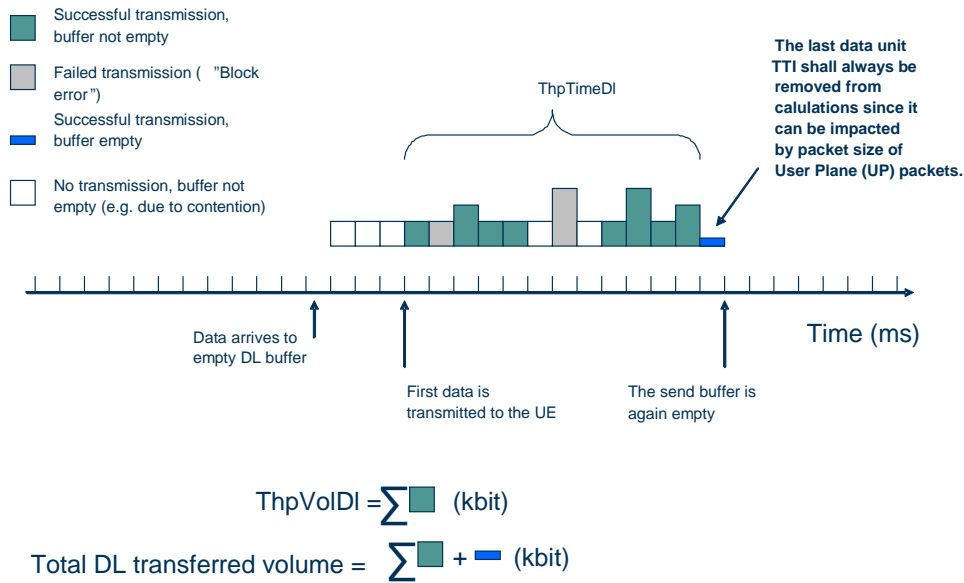 Successful transmission,
buffer not empty
Failed transmission ( "Block
error")
Successful transmission,
buffer empty
No transmission, buffer not
empty (e.g. due to contention)
ThpTimeDl
The last data unit
TTI shall always be
removed from
calulations since it
can be impacted
by packet size of
User Plane (UP) packets.
Data arrives to
empty DL buffer
First data is
transmitted to the UE
The send buffer is
again empty
Time (ms)
ThpVolDl = ∑ (kbit)
Total DL transferred volume = ∑ + (kbit)